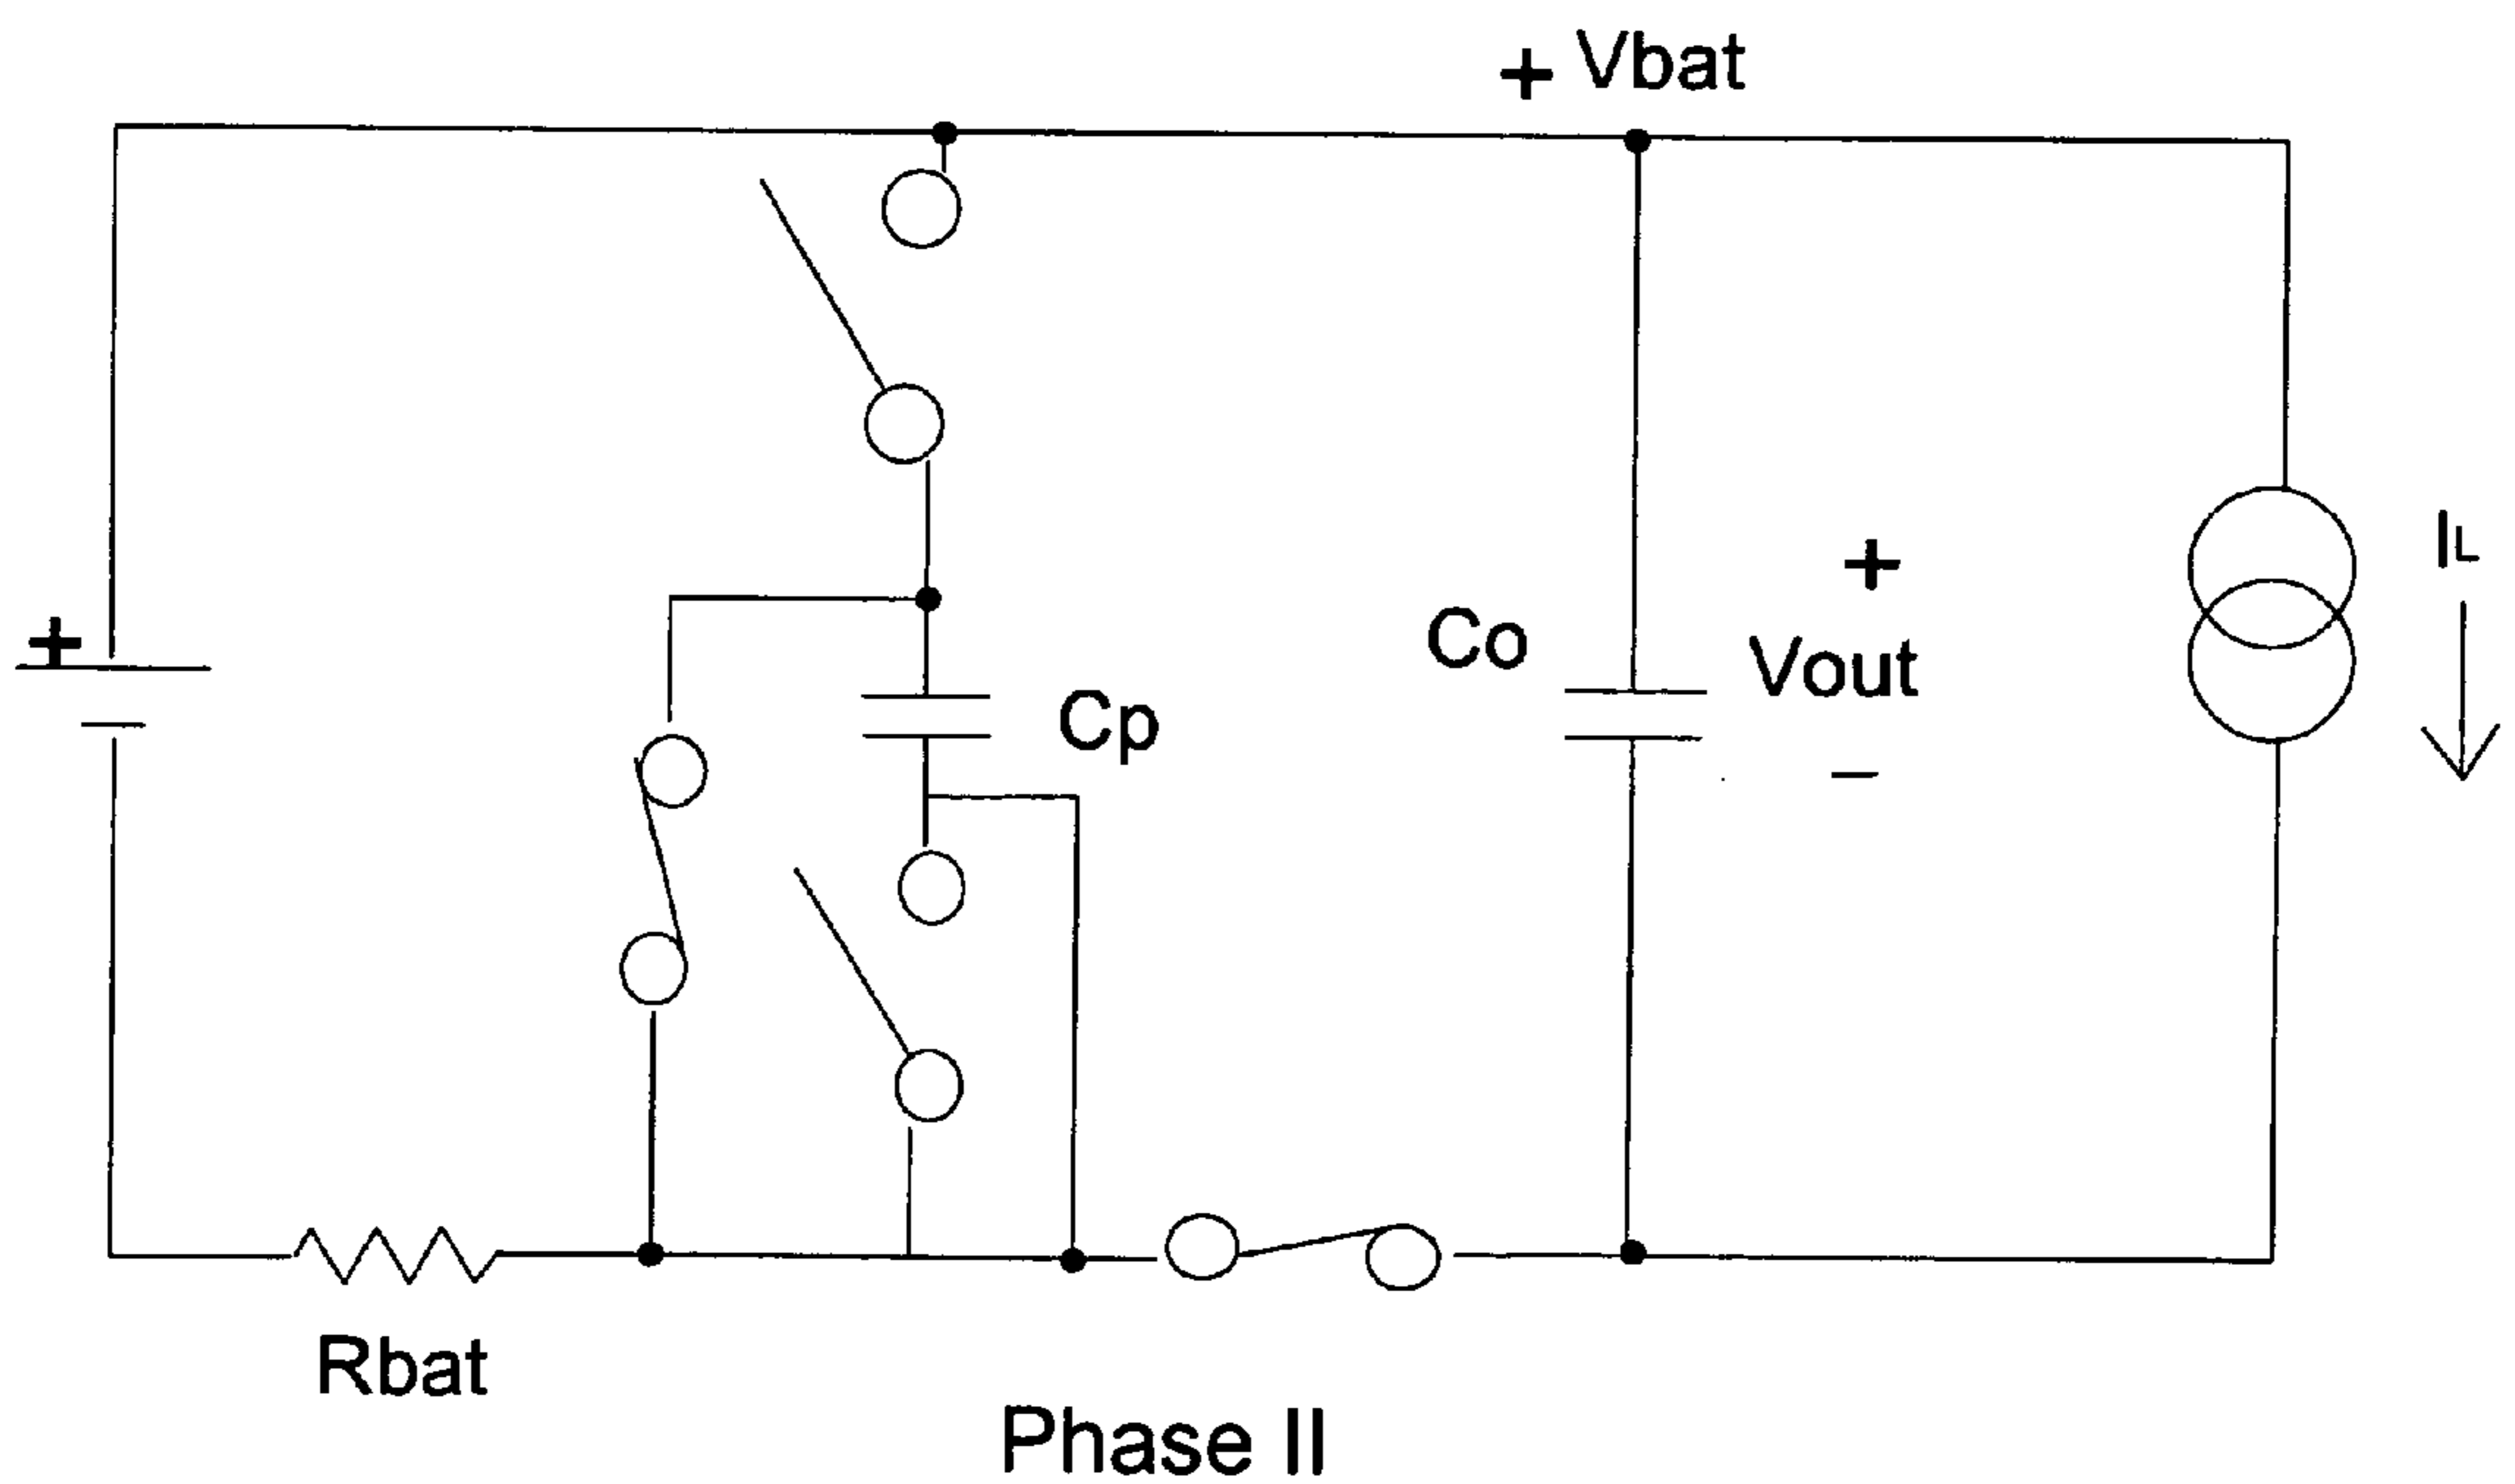 + Vbat
+
IL
+
Co
Vout
Cp
−
Rbat
Phase II